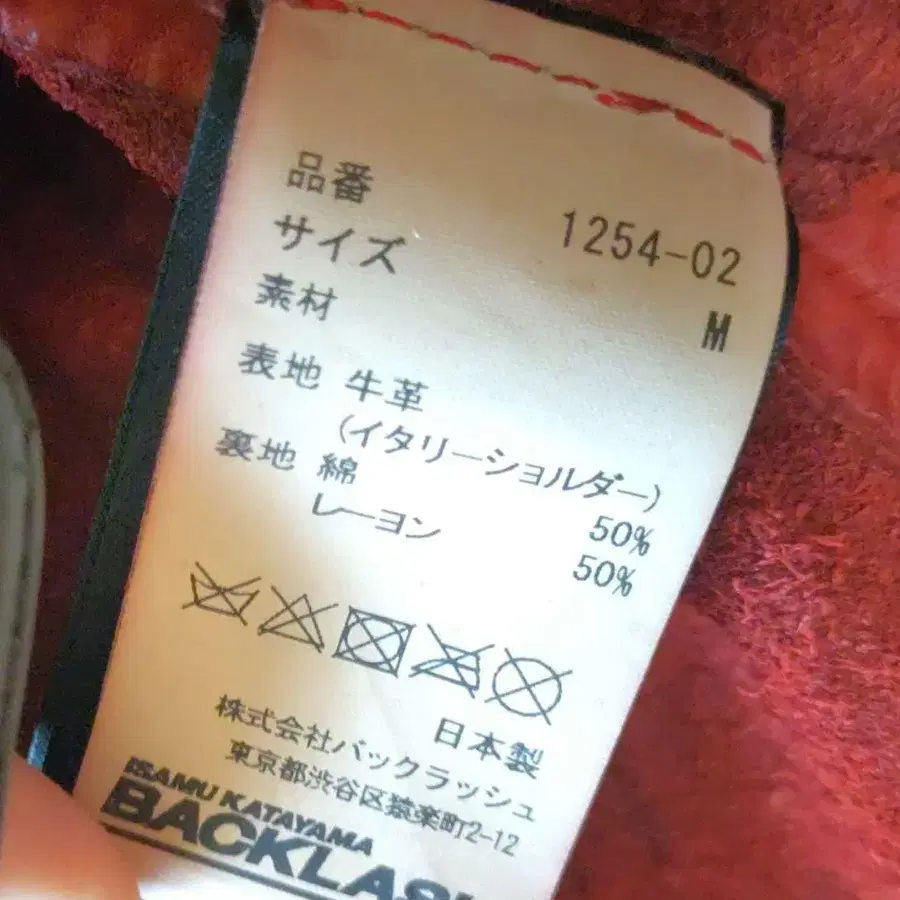 品番 1254-02
サイズ M
素材
表地 牛革
(イタリーショルダー)
裏地 綿 50%
レーヨン 50%
日本製
株式会社バックラッシュ
東京都渋谷区猿楽町2-12
ISAMU KATAYAMA
BACKLASH